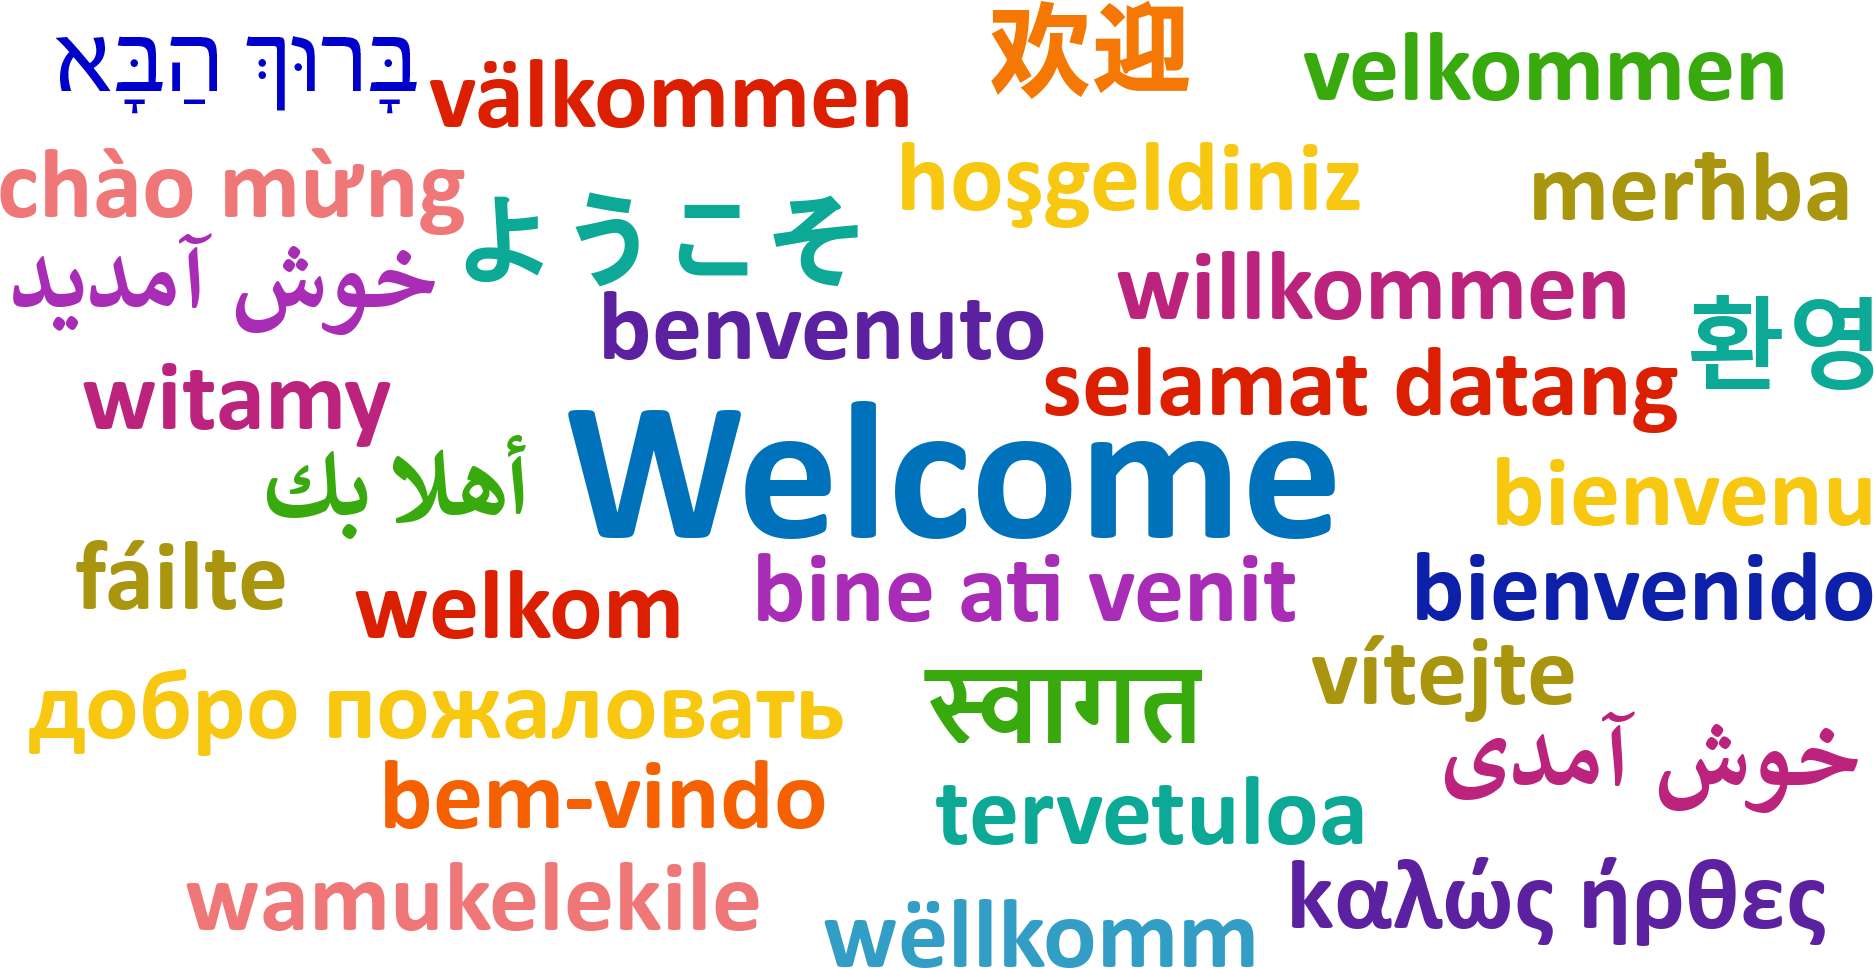 בָּרוּךְ הַבָּא
välkommen
欢迎
velkommen
chào mừng
ようこそ
hoşgeldiniz
merħba
خوش آمدید
benvenuto
willkommen
환영
witamy
selamat datang
أهلا بك
Welcome
bienvenu
fáilte
welkom
bine ati venit
bienvenido
добро пожаловать
स्वागत
vítejte
خوش آمدی
bem-vindo
tervetuloa
wamukelekile
wëllkomm
καλώς ήρθες